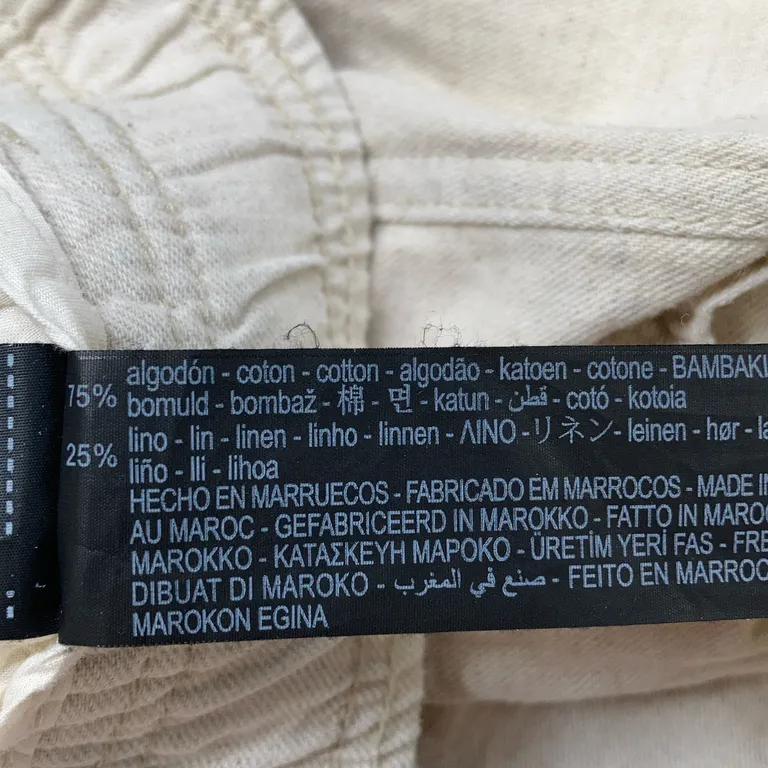 75% algodón - coton - cotton - algodão - katoen - cotone - BAMBAKI
bomuld - bombaž - 棉 - 면 - katun - قطن - cotó - kotoia
25% lino - lin - linen - linho - linnen - ΛINO -リネン- leinen - hør - la
liño - lli - lihoa
HECHO EN MARRUECOS - FABRICADO EM MARROCOS - MADE IN
AU MAROC - GEFABRICEERD IN MAROKKO - FATTO IN MAROC
MAROKKO - ΚΑΤΑΣΚΕΥΗ ΜΑΡΟΚΟ - ÜRETİM YERİ FAS - FRE
DIBUAT DI MAROKO - صنع في المغرب - FEITO EN MARROC
MAROKON EGINA